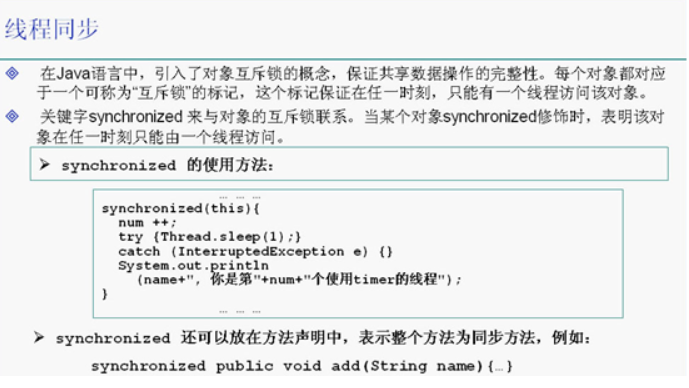 线程同步
在Java语言中，引入了对象互斥锁的概念，保证共享数据操作的完整性。每个对象都对应
于一个可称为“互斥锁”的标记，这个标记保证在任一时刻，只能有一个线程访问该对象。
关键字synchronized 来与对象的互斥锁联系。当某个对象synchronized修饰时，表明该对
象在任一时刻只能由一个线程访问。
synchronized 的使用方法:
… … …
synchronized(this){
num ++;
try {Thread.sleep(1);}
catch (InterruptedException e) {}
System.out.println
(name+", 你是第"+num+"个使用timer的线程");
}
… … …
synchronized 还可以放在方法声明中，表示整个方法为同步方法，例如:
synchronized public void add(String name){…}